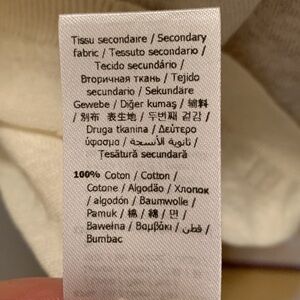 Tissu secondaire / Secondary
fabric / Tessuto secondario /
Tecido secundário /
Вторичная ткань / Tejido
secundario / Sekundäre
Gewebe / Diğer kumaş / 辅料
/ 別布 表生地 / 두번째 겉감 /
Druga tkanina / Δεύτερο
ύφασμα / ثانوية الأنسجة /
Țesătură secundară
100% Coton / Cotton /
Cotone / Algodão / Хлопок
/ algodón / Baumwolle /
Pamuk / 棉 / 綿 / 면 /
Bawełna / Βαμβάκι / قطن /
Bumbac